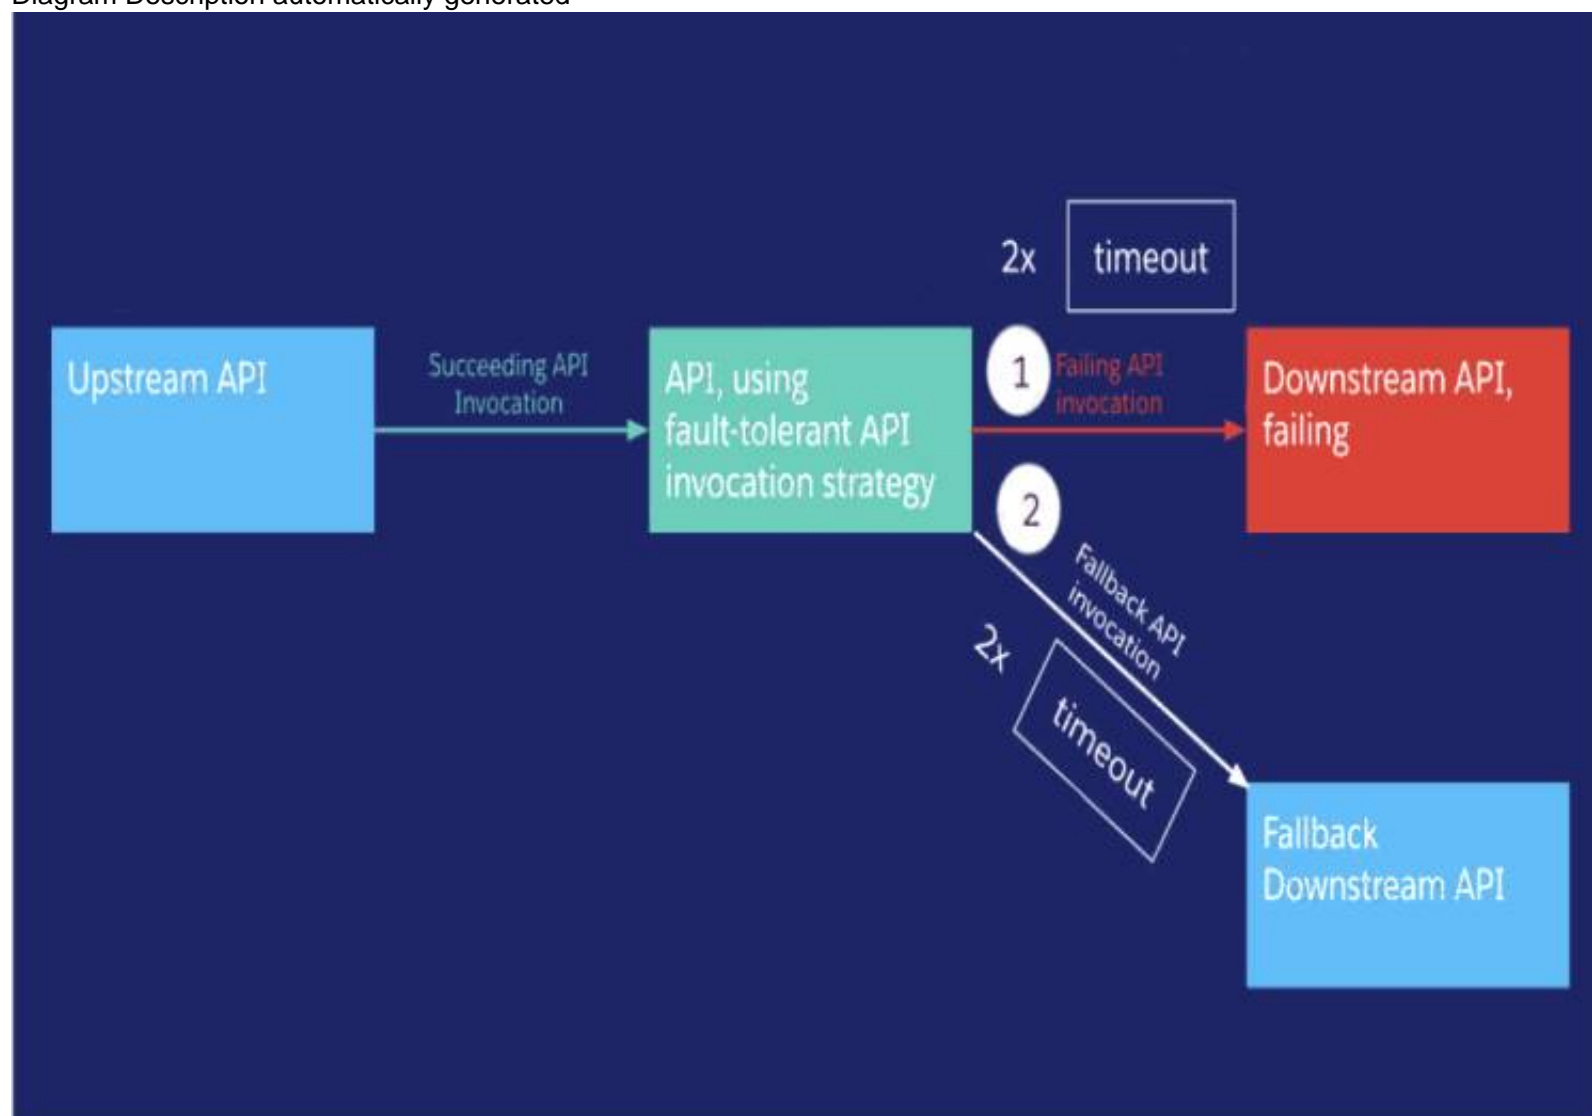 Diagram Description automatically generated
2x
timeout
Upstream API
Succeeding API
Invocation
API, using
fault-tolerant API
invocation strategy
1
Failing API
invocation
Downstream API,
failing
2
Fallback API
invocation
2x
timeout
Fallback
Downstream API